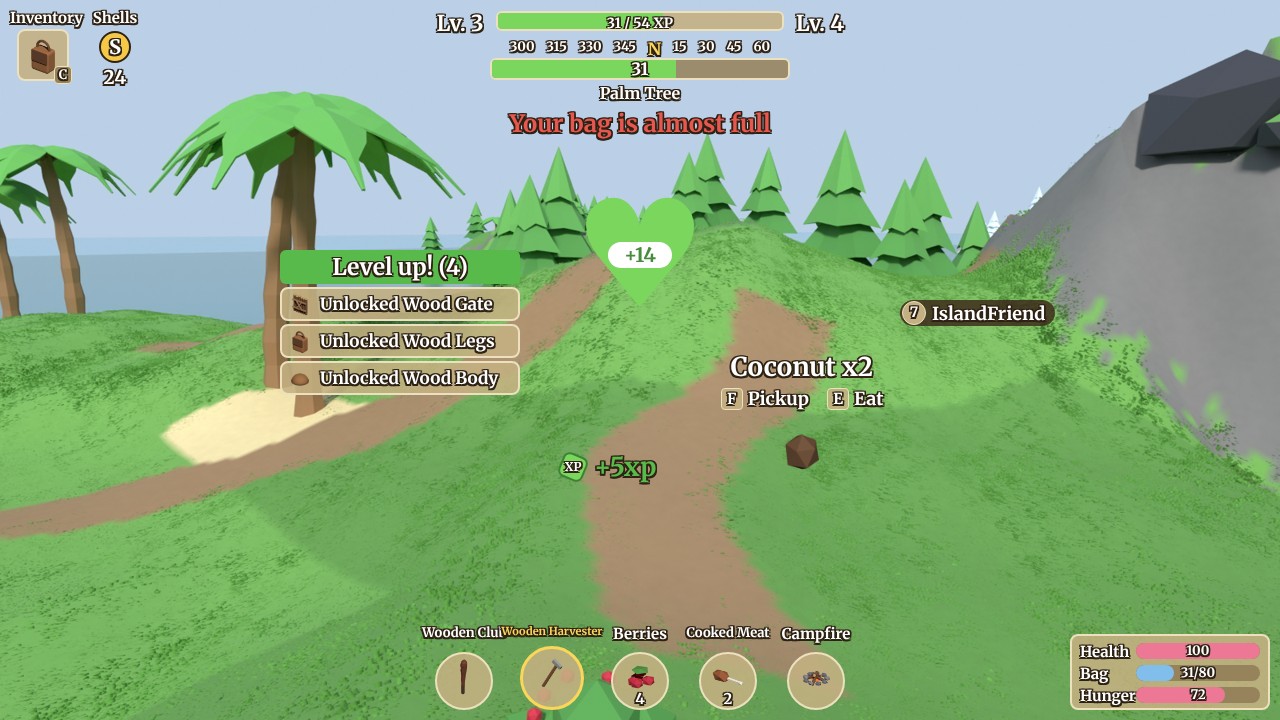 Inventory Shells
C
S
24
Lv. 3 31 / 54 XP Lv. 4
300 315 330 345 N 15 30 45 60
31
Palm Tree
Your bag is almost full
+14
Level up! (4)
Unlocked Wood Gate
Unlocked Wood Legs
Unlocked Wood Body
7 IslandFriend
Coconut x2
F Pickup E Eat
XP +5xp
Wooden Clu Wooden Harvester Berries Cooked Meat Campfire
4 2
Health 100
Bag 31/80
Hunger 72